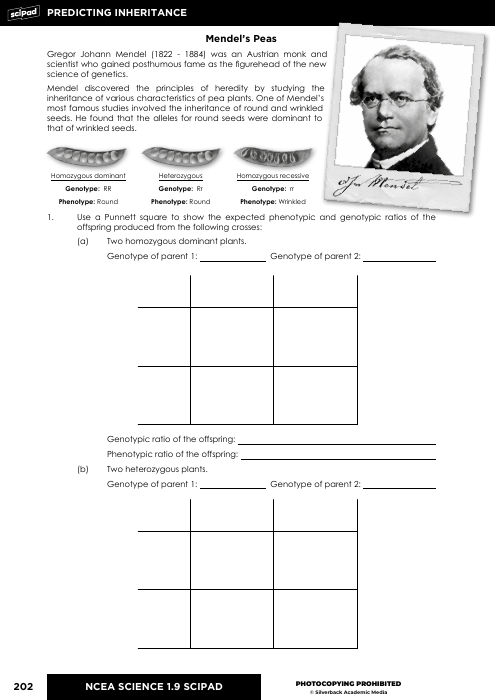 scipad
PREDICTING INHERITANCE
Mendel's Peas
Gregor Johann Mendel (1822 - 1884) was an Austrian monk and
scientist who gained posthumous fame as the figurehead of the new
science of genetics.
Mendel discovered the principles of heredity by studying the
inheritance of various characteristics of pea plants. One of Mendel's
most famous studies involved the inheritance of round and wrinkled
seeds. He found that the alleles for round seeds were dominant to
that of wrinkled seeds.
Mendel
Homozygous dominant Heterozygous Homozygous recessive
Genotype: RR Genotype: Rr Genotype: rr
Phenotype: Round Phenotype: Round Phenotype: Wrinkled
1. Use a Punnett square to show the expected phenotypic and genotypic ratios of the
offspring produced from the following crosses:
(a) Two homozygous dominant plants.
Genotype of parent 1: Genotype of parent 2:
Genotypic ratio of the offspring:
Phenotypic ratio of the offspring:
(b) Two heterozygous plants.
Genotype of parent 1: Genotype of parent 2:
202
NCEA SCIENCE 1.9 SCIPAD
PHOTOCOPYING PROHIBITED
© Silverback Academic Media